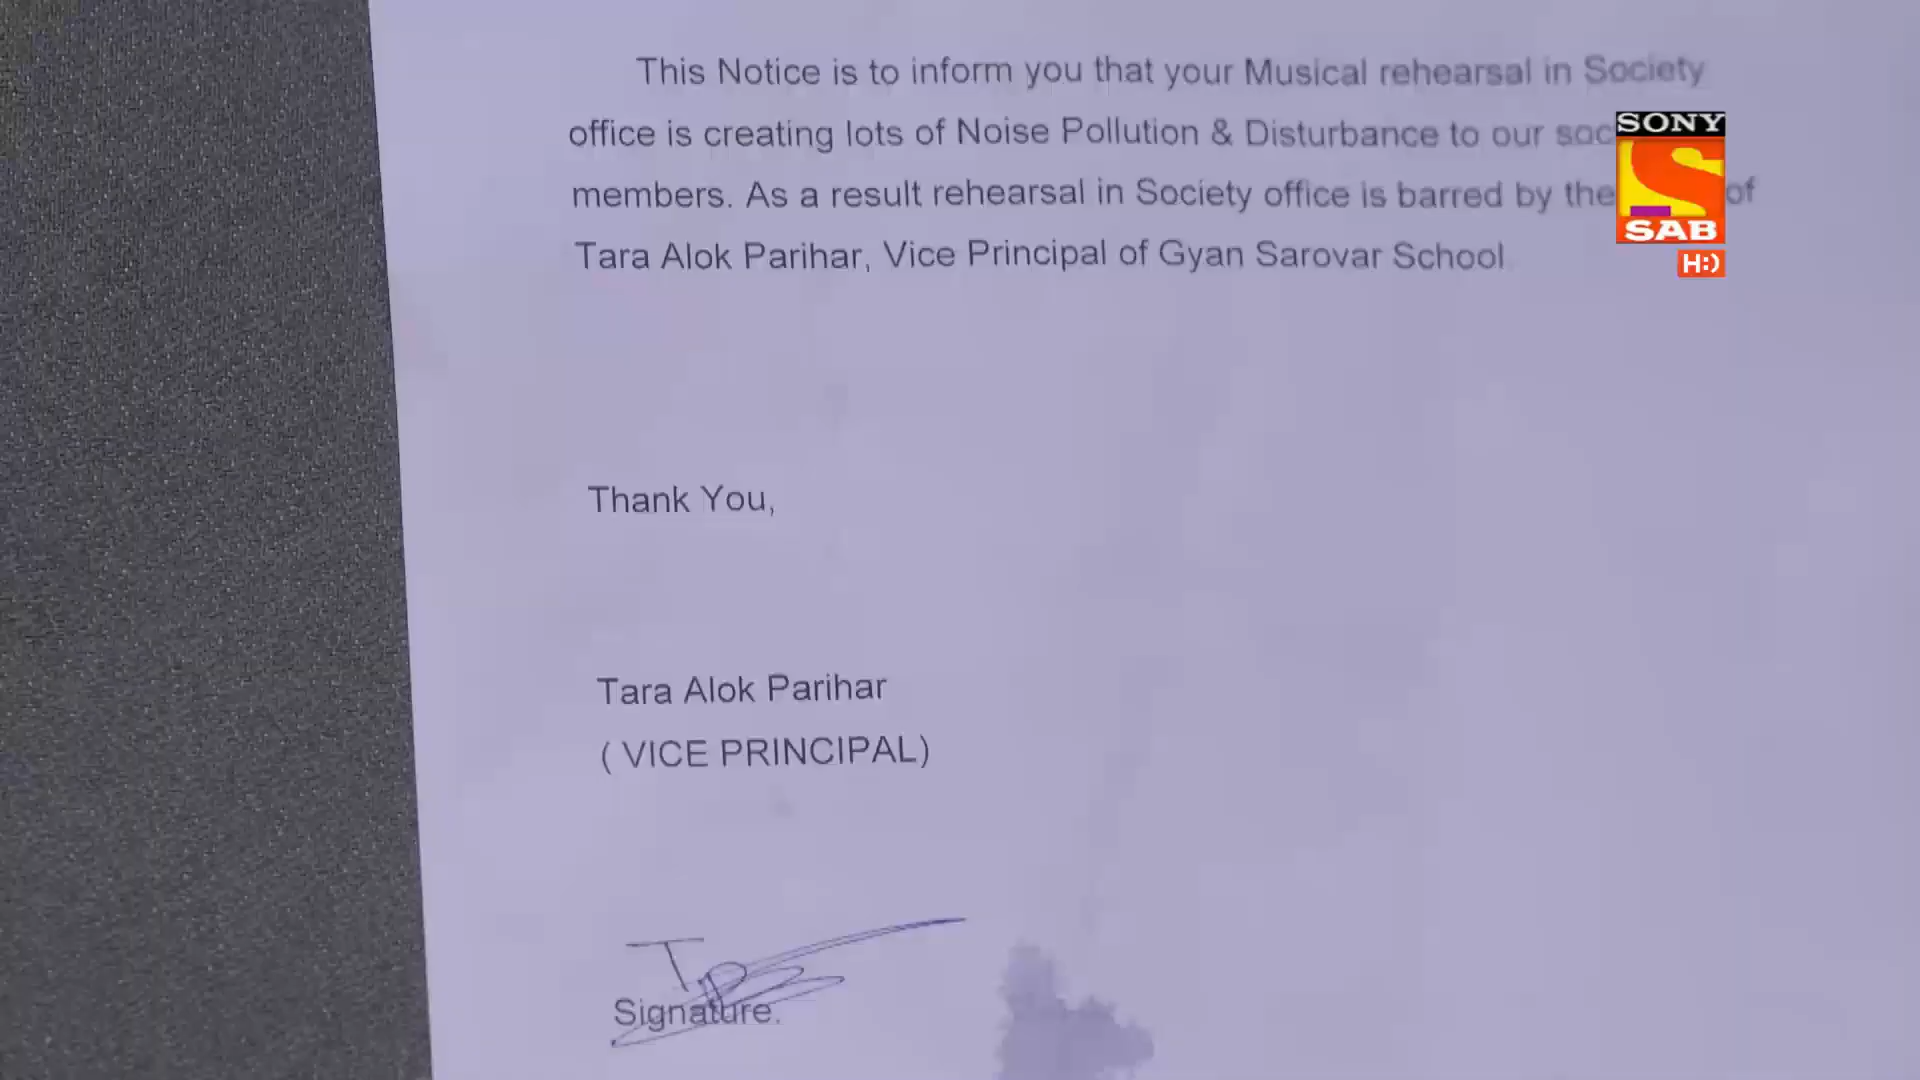 This Notice is to inform you that your Musical rehearsal in Society
office is creating lots of Noise Pollution & Disturbance to our soc
members. As a result rehearsal in Society office is barred by the of
Tara Alok Parihar, Vice Principal of Gyan Sarovar School
SONY
SAB
H:)
Thank You,
Tara Alok Parihar
( VICE PRINCIPAL)
Signature.